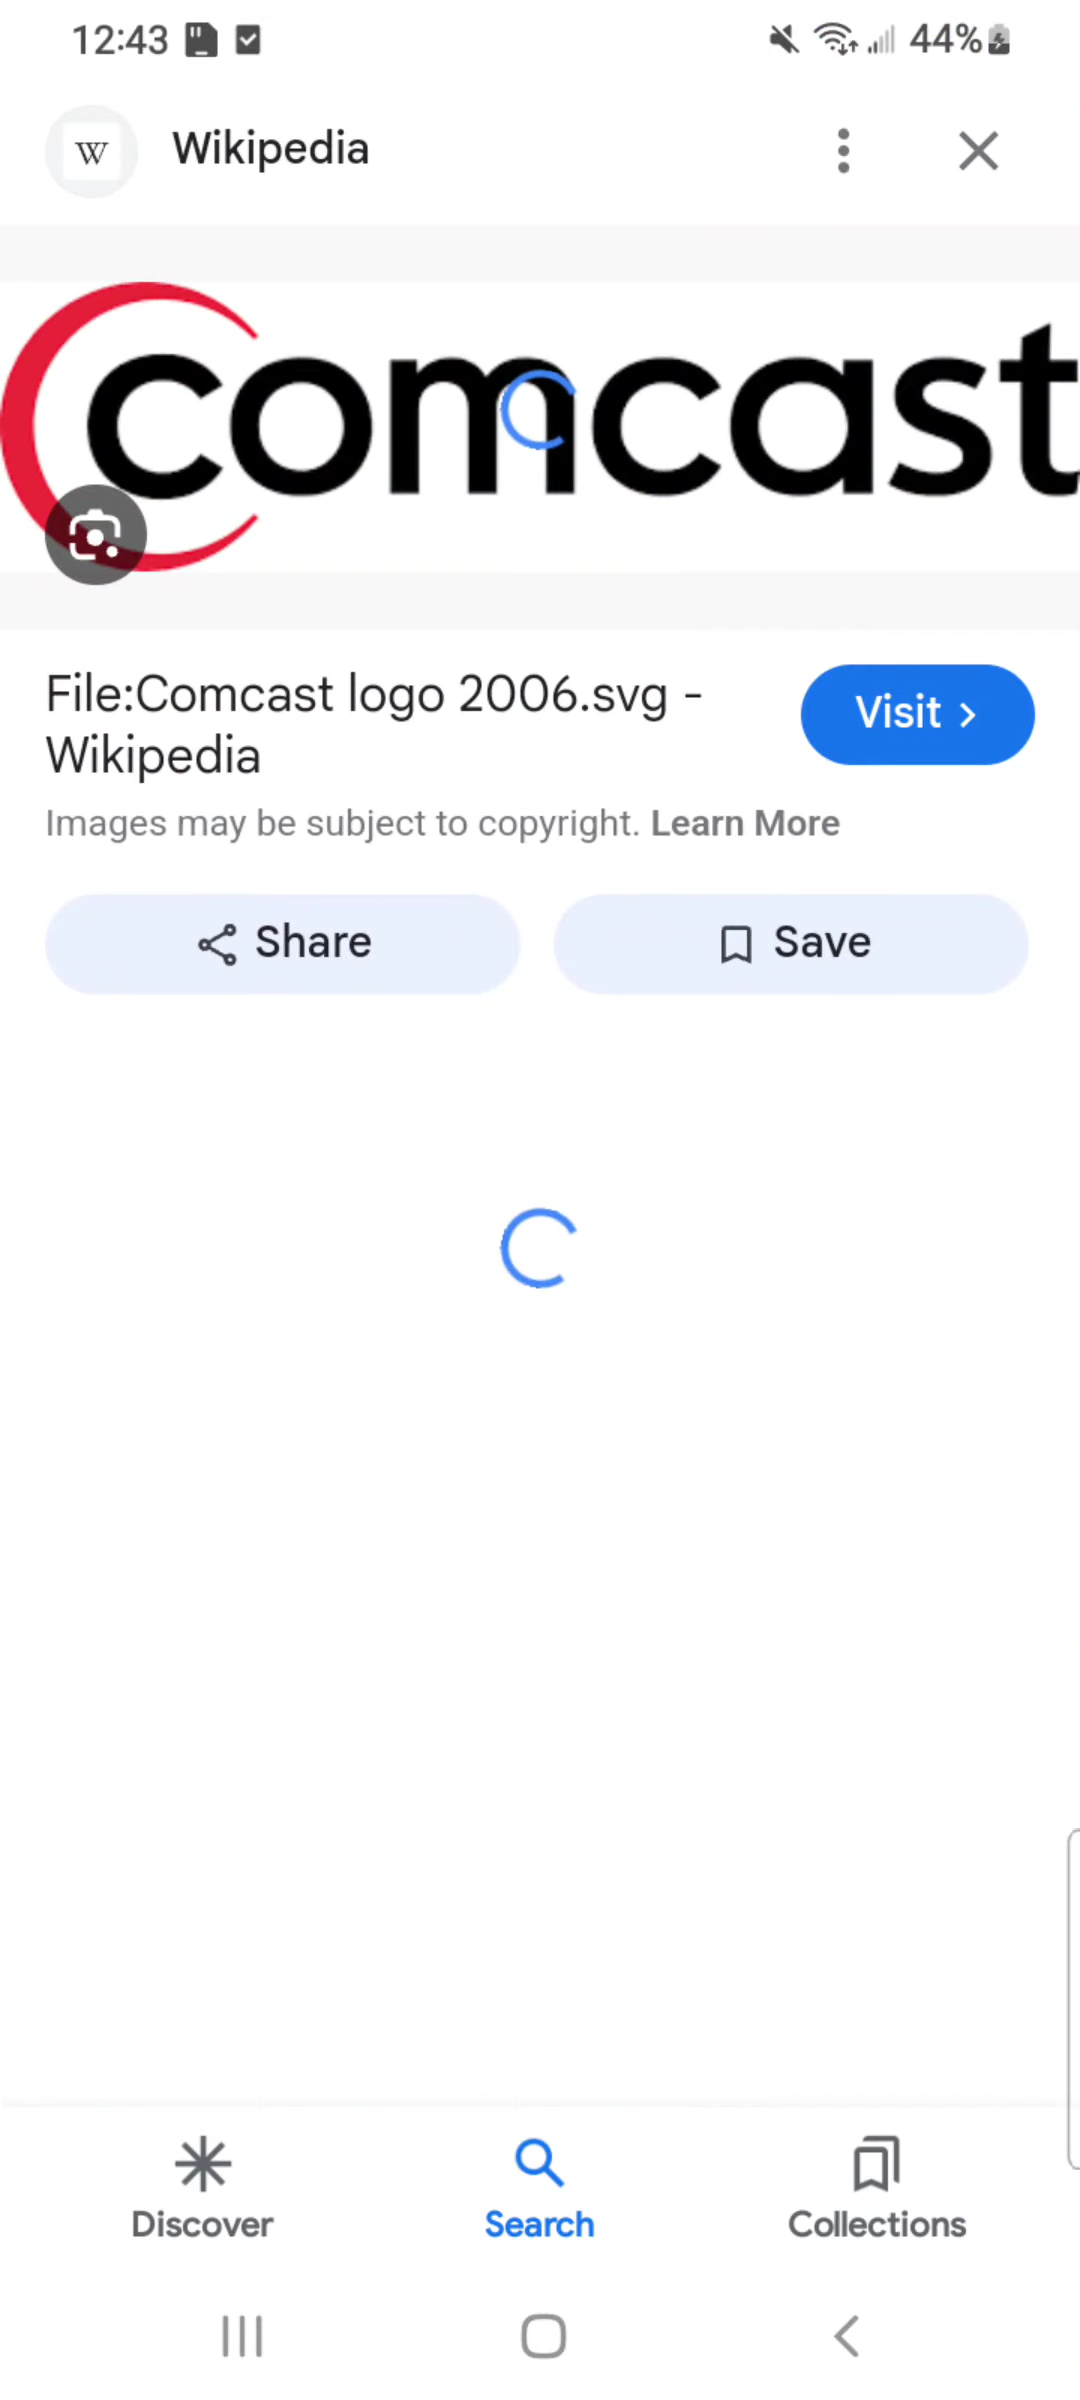 12:43
44%
W Wikipedia
comcast
File:Comcast logo 2006.svg -
Wikipedia
Visit
Images may be subject to copyright. Learn More
Share
Save
Discover
Search
Collections